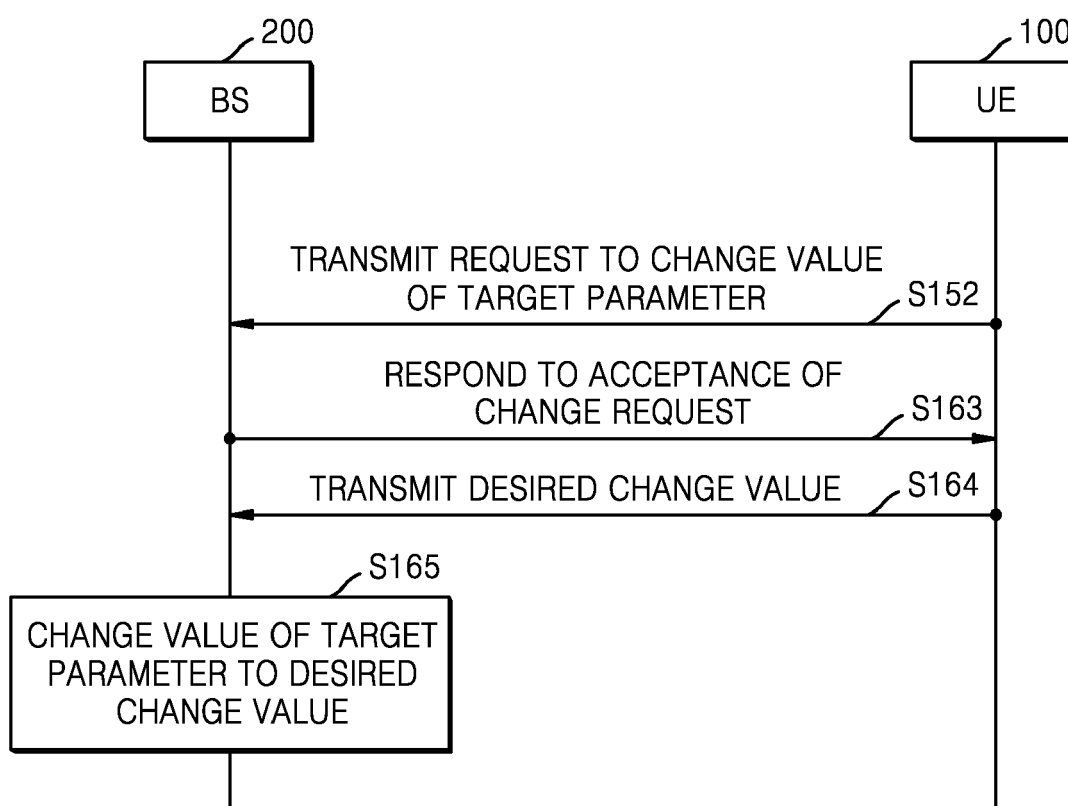 200
100
BS
UE
TRANSMIT REQUEST TO CHANGE VALUE
OF TARGET PARAMETER
S152
RESPOND TO ACCEPTANCE OF
CHANGE REQUEST
S163
TRANSMIT DESIRED CHANGE VALUE
S164
S165
CHANGE VALUE OF TARGET
PARAMETER TO DESIRED
CHANGE VALUE